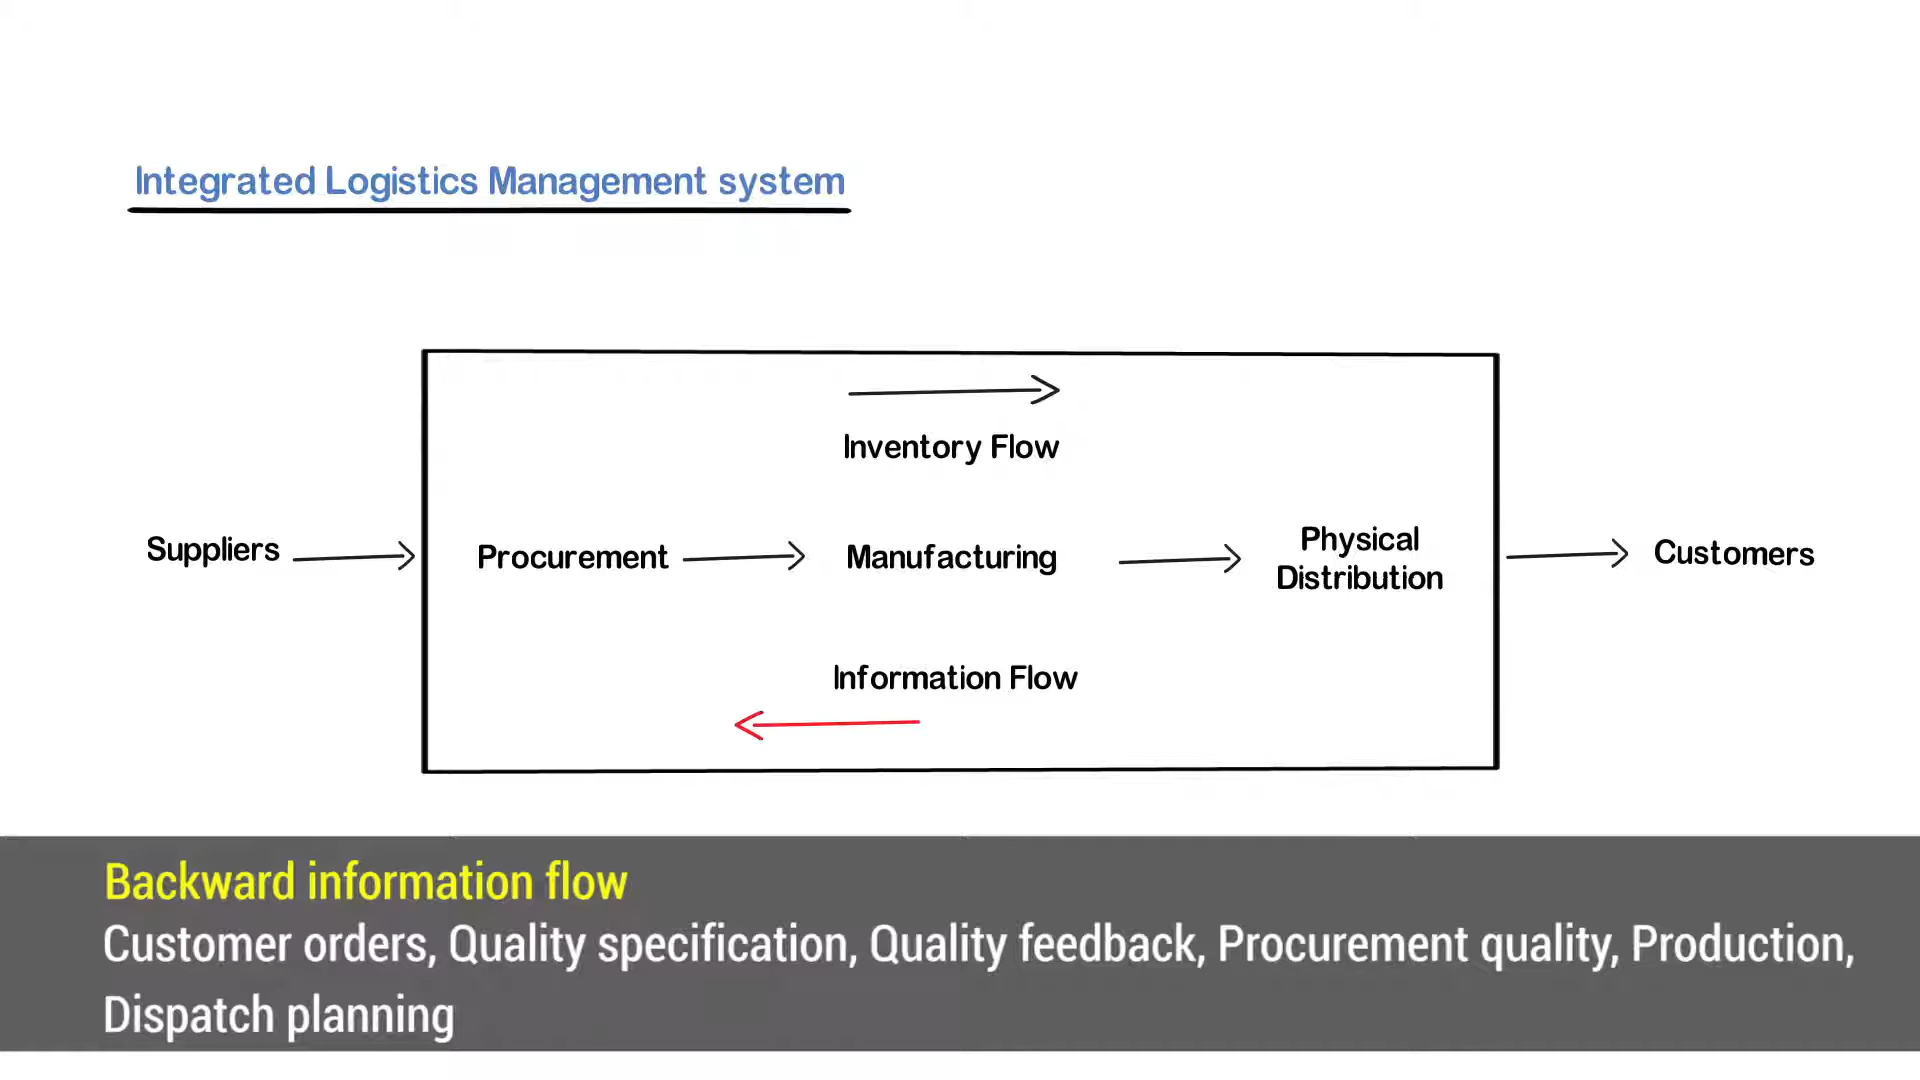 Integrated Logistics Management system
Inventory Flow
Suppliers
Procurement
Manufacturing
Physical
Distribution
Customers
Information Flow
Backward information flow
Customer orders, Quality specification, Quality feedback, Procurement quality, Production,
Dispatch planning